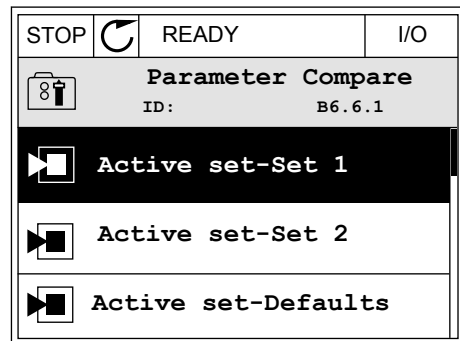 STOP READY I/O
Parameter Compare
ID: B6.6.1
Active set-Set 1
Active set-Set 2
Active set-Defaults